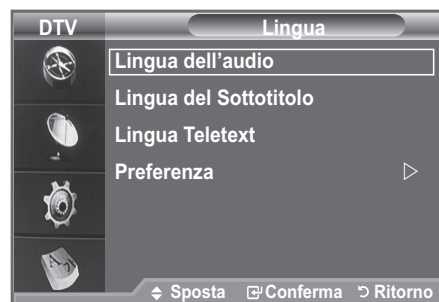 DTV
Lingua
Lingua dell’audio
Lingua del Sottotitolo
Lingua Teletext
Preferenza
Sposta Conferma Ritorno